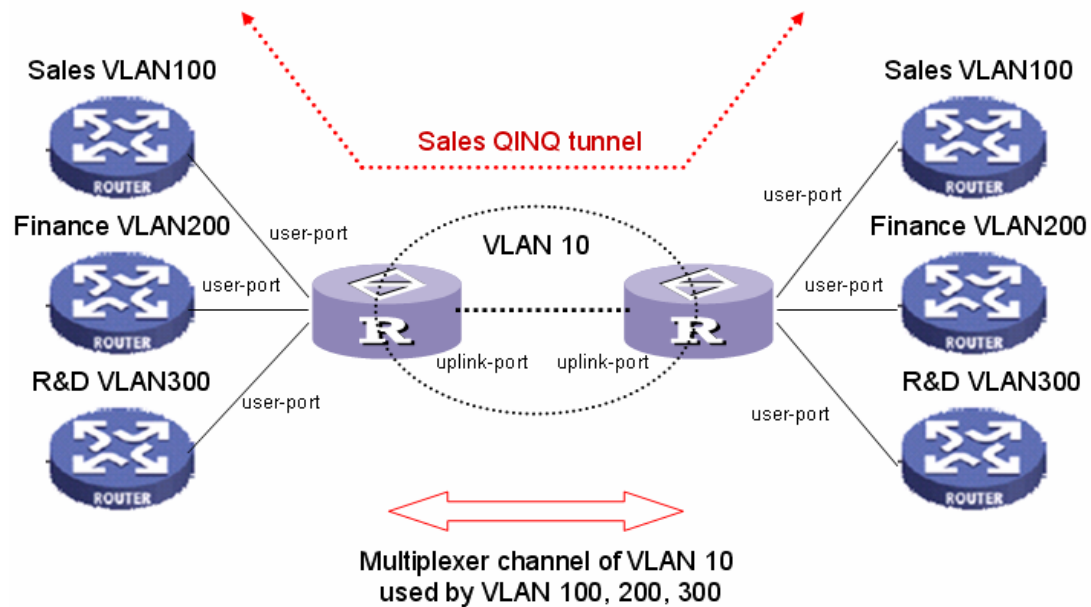 Sales VLAN100
Sales VLAN100
ROUTER
ROUTER
Sales QINQ tunnel
user-port
user-port
Finance VLAN200
Finance VLAN200
VLAN 10
user-port
user-port
ROUTER
R
R
ROUTER
uplink-port
uplink-port
R&D VLAN300
R&D VLAN300
user-port
user-port
ROUTER
ROUTER
Multiplexer channel of VLAN 10
used by VLAN 100, 200, 300